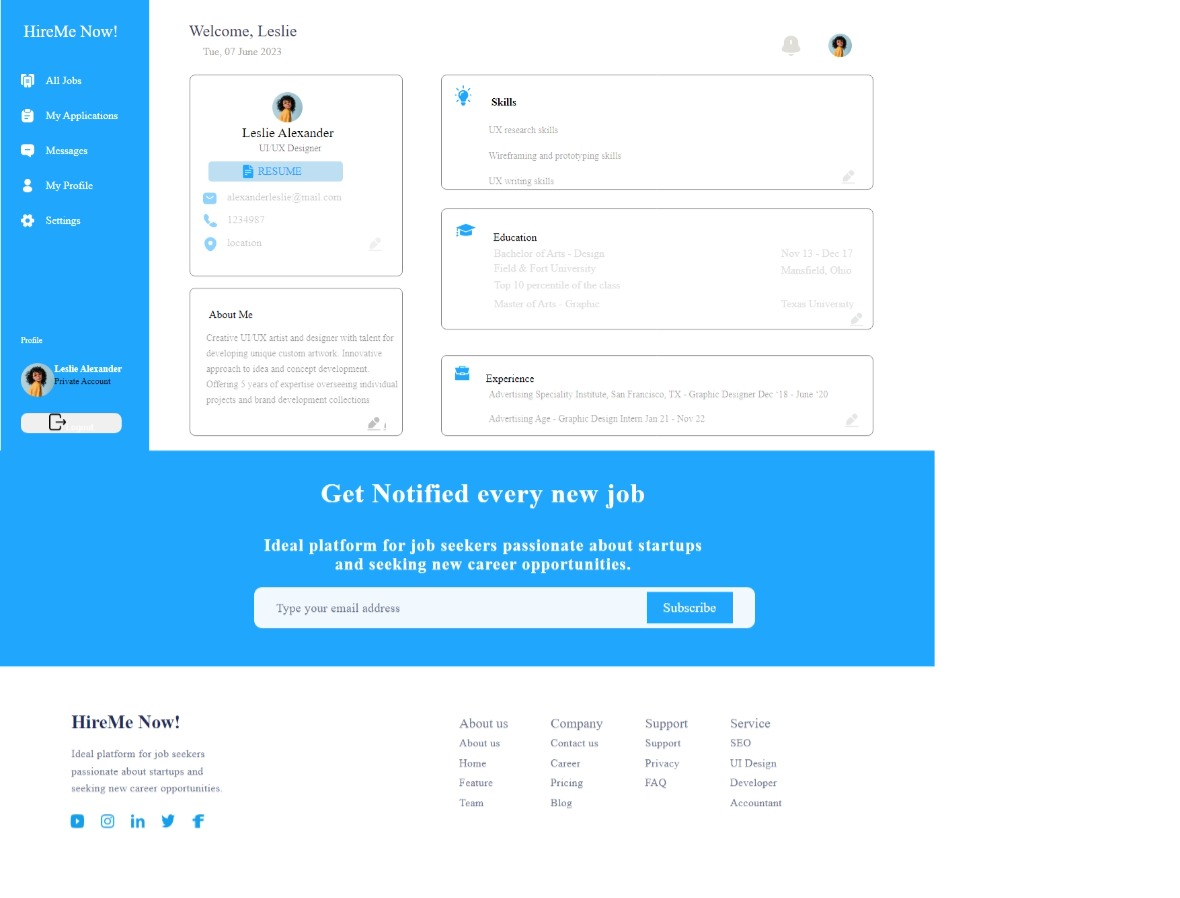 HireMe Now!
All Jobs
My Applications
Messages
My Profile
Settings
Profile
Leslie Alexander
Private Account
Welcome, Leslie
Tue, 07 June 2023
Leslie Alexander
UI/UX Designer
RESUME
alexanderleslie@mail.com
1234987
location
About Me
Creative UI/UX artist and designer with talent for
developing unique custom artwork. Innovative
approach to idea and concept development.
Offering 5 years of expertise overseeing individual
projects and brand development collections
Skills
UX research skills
Wireframing and prototyping skills
UX writing skills
Education
Bachelor of Arts - Design Nov 13 - Dec 17
Field & Fort University Mansfield, Ohio
Top 10 percentile of the class
Master of Arts - Graphic Texas University
Experience
Advertising Speciality Institute, San Francisco, TX - Graphic Designer Dec ‘18 - June ‘20
Advertising Age - Graphic Design Intern Jan 21 - Nov 22
Get Notified every new job
Ideal platform for job seekers passionate about startups
and seeking new career opportunities.
Type your email address
Subscribe
HireMe Now!
Ideal platform for job seekers
passionate about startups and
seeking new career opportunities.
About us
About us
Home
Feature
Team
Company
Contact us
Career
Pricing
Blog
Support
Support
Privacy
FAQ
Service
SEO
UI Design
Developer
Accountant